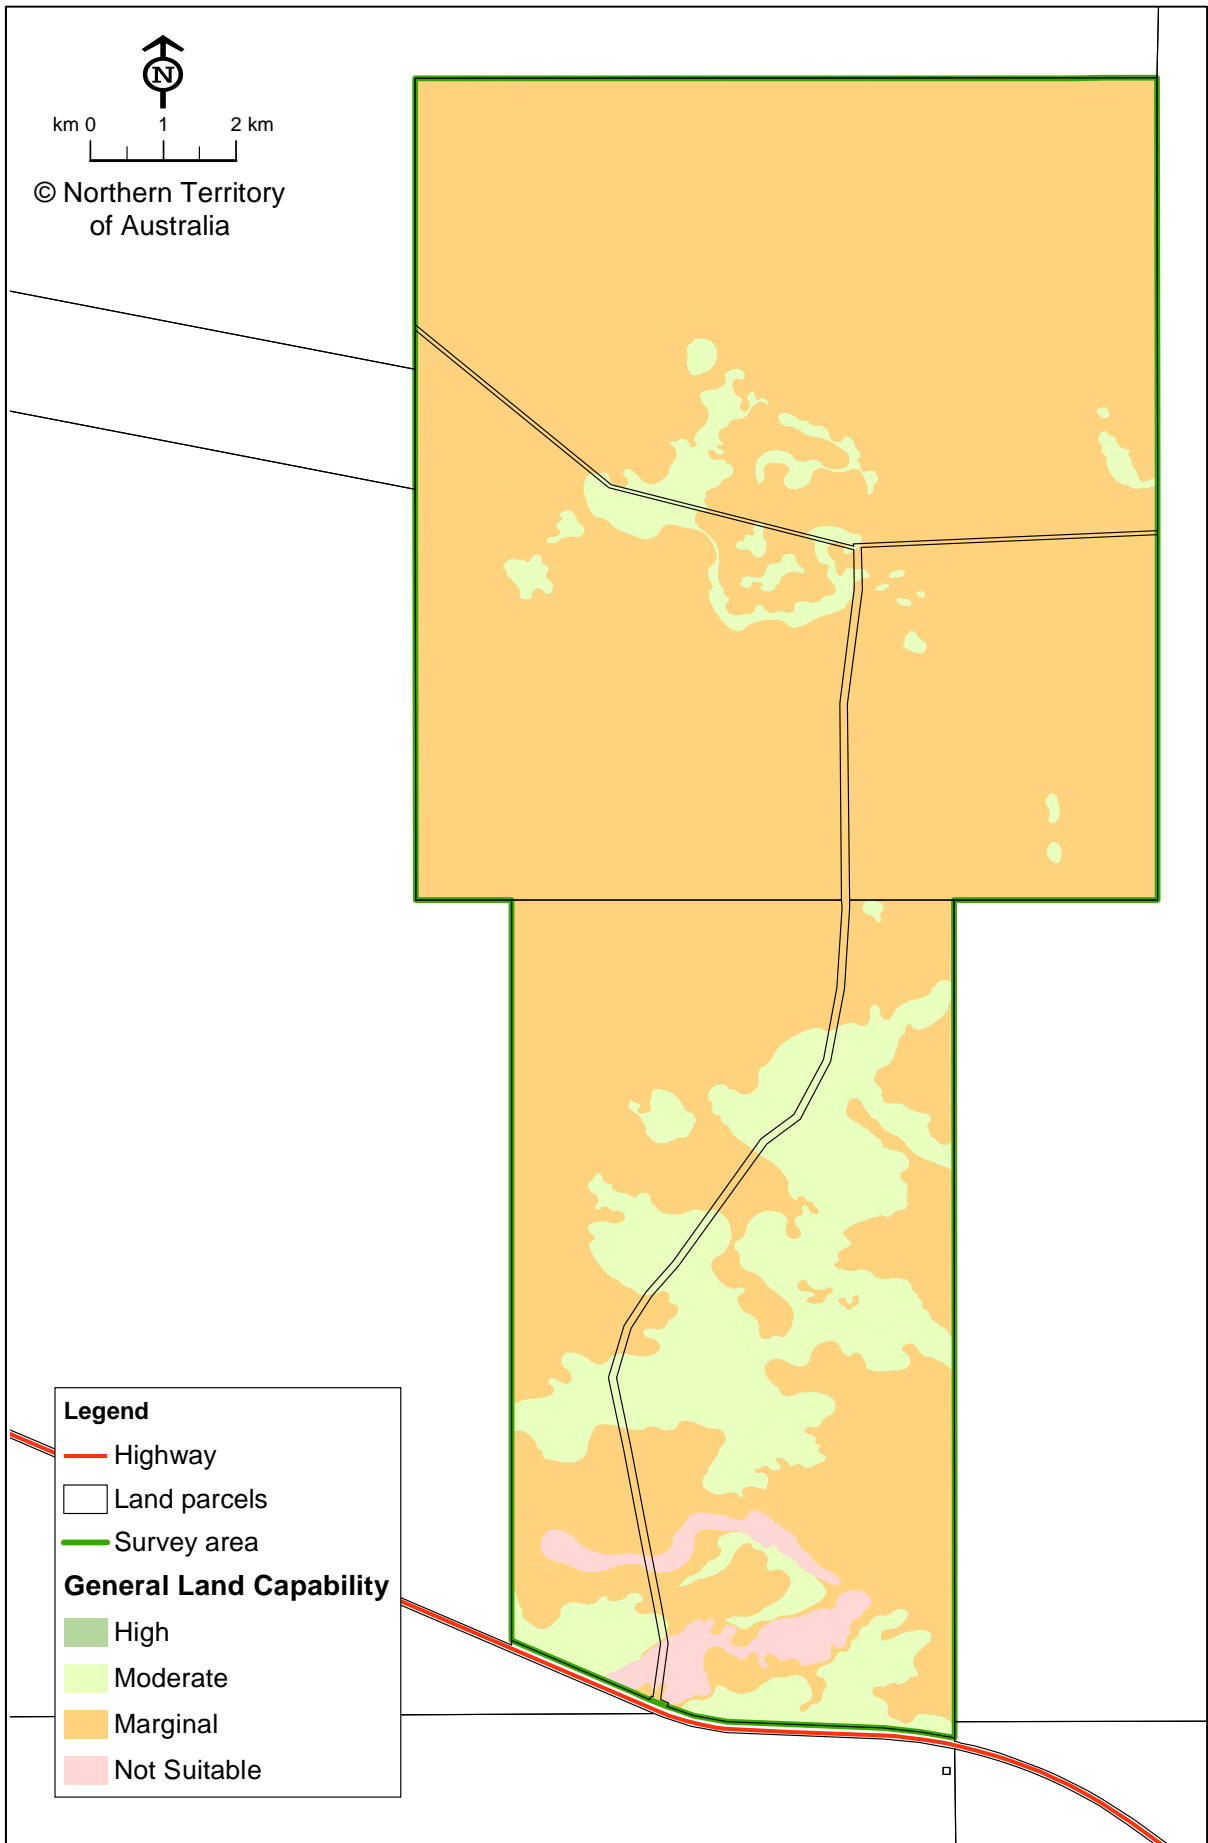 N
km 0 1 2 km
© Northern Territory
of Australia
Legend
Highway
Land parcels
Survey area
General Land Capability
High
Moderate
Marginal
Not Suitable